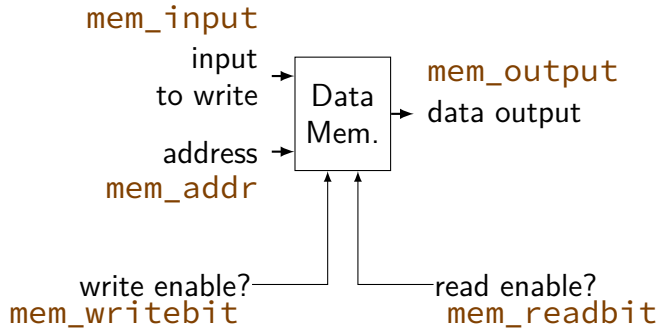 mem_input
input
to write
address
mem_addr
Data
Mem.
mem_output
data output
write enable?
mem_writebit
read enable?
mem_readbit